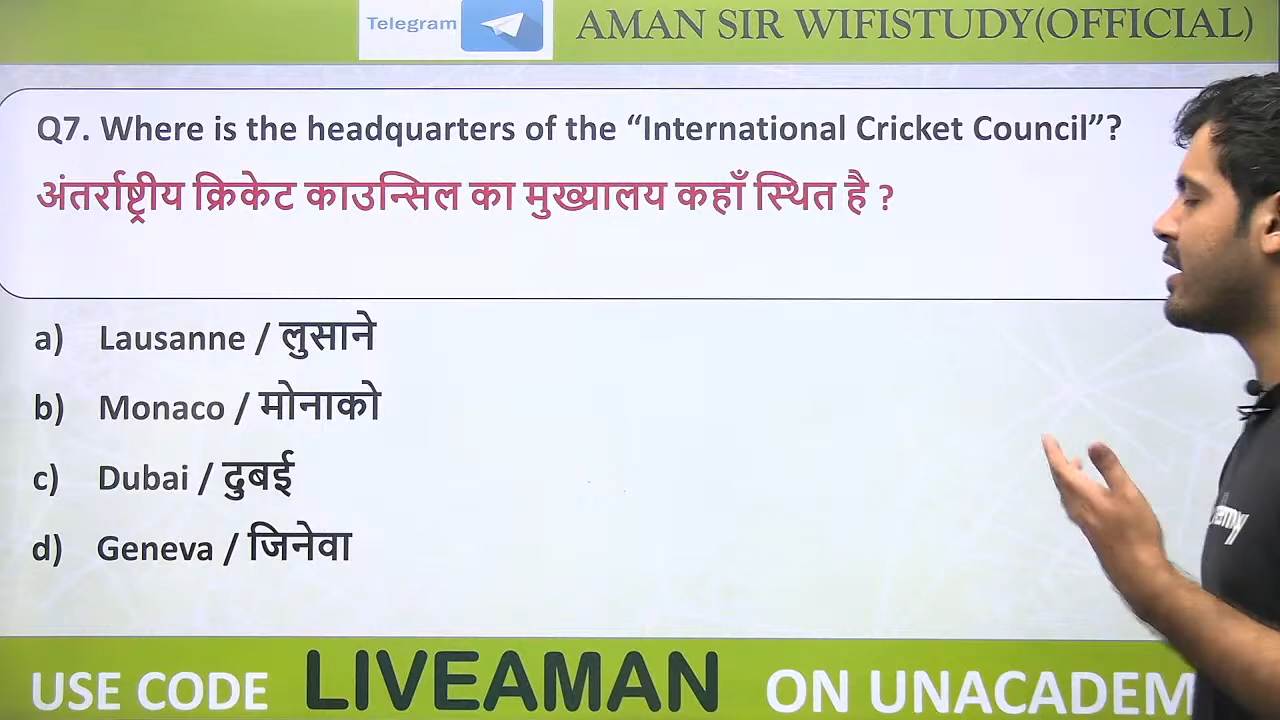 Telegram
AMAN SIR WIFISTUDY(OFFICIAL)
Q7. Where is the headquarters of the “International Cricket Council”?
अंतर्राष्ट्रीय क्रिकेट काउन्सिल का मुख्यालय कहाँ स्थित है ?
a) Lausanne / लुसाने
b) Monaco / मोनाको
c) Dubai / दुबई
d) Geneva / जिनेवा
USE CODE LIVEAMAN ON UNACADEM